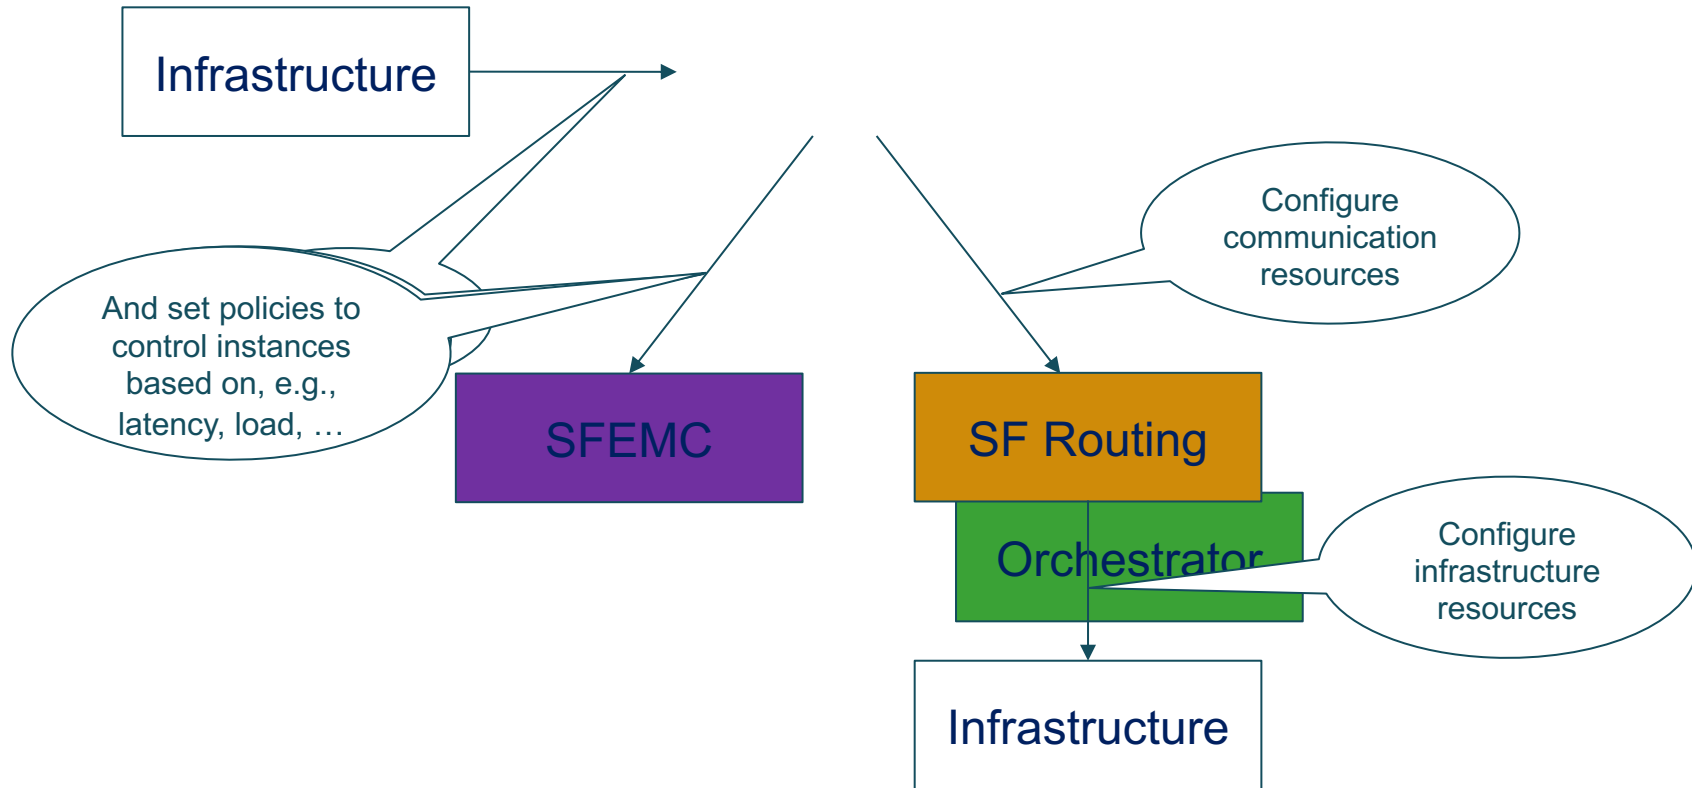 Infrastructure
Configure
communication
resources
And set policies to
control instances
based on, e.g.,
latency, load, …
SFEMC
SF Routing
Orchestrator
Configure
infrastructure
resources
Infrastructure